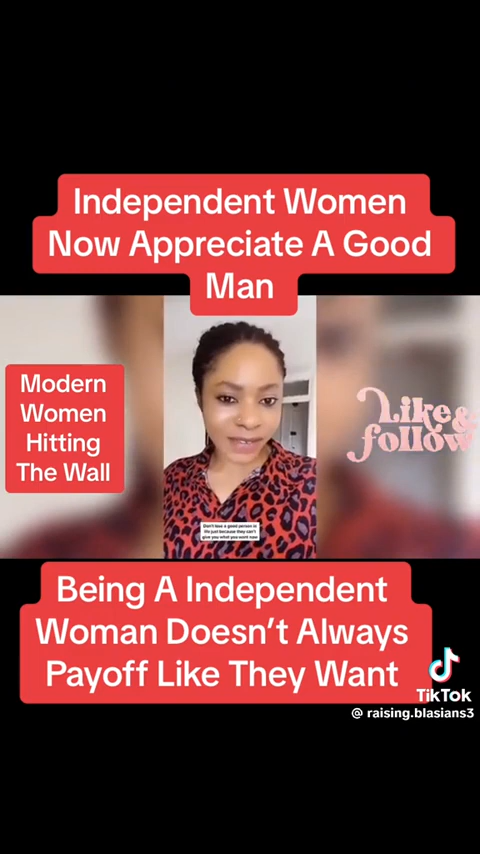 Independent Women
Now Appreciate A Good
Man
Modern
Women
Hitting
The Wall
Like &
follow
Don't lose a good person in
life just because they can't
give you what you want now
Being A Independent
Woman Doesn't Always
Payoff Like They Want
TikTok
@ raising.blasians3